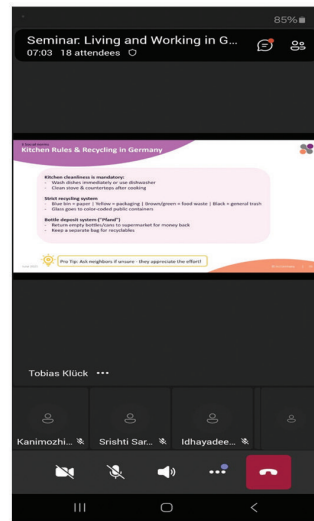 85%
Seminar: Living and Working in G...
07:03 18 attendees
Kitchen Rules & Recycling in Germany
Kitchen cleanliness is mandatory:
- Wash dishes immediately or use dishwasher
- Clean stove & countertops after cooking
Strict recycling system
- Blue bin = paper | Yellow = packaging | Brown/green = food waste | Black = general trash
- Glass goes to color-coded public containers
Bottle deposit system ("Pfand")
- Return empty bottles/cans to supermarket for money back
- Keep a separate bag for recyclables
Pro Tip: Ask neighbors if unsure - they appreciate the effort!
Tobias Klück
Kanimozhi...
Srishti Sar...
Idhayadee...